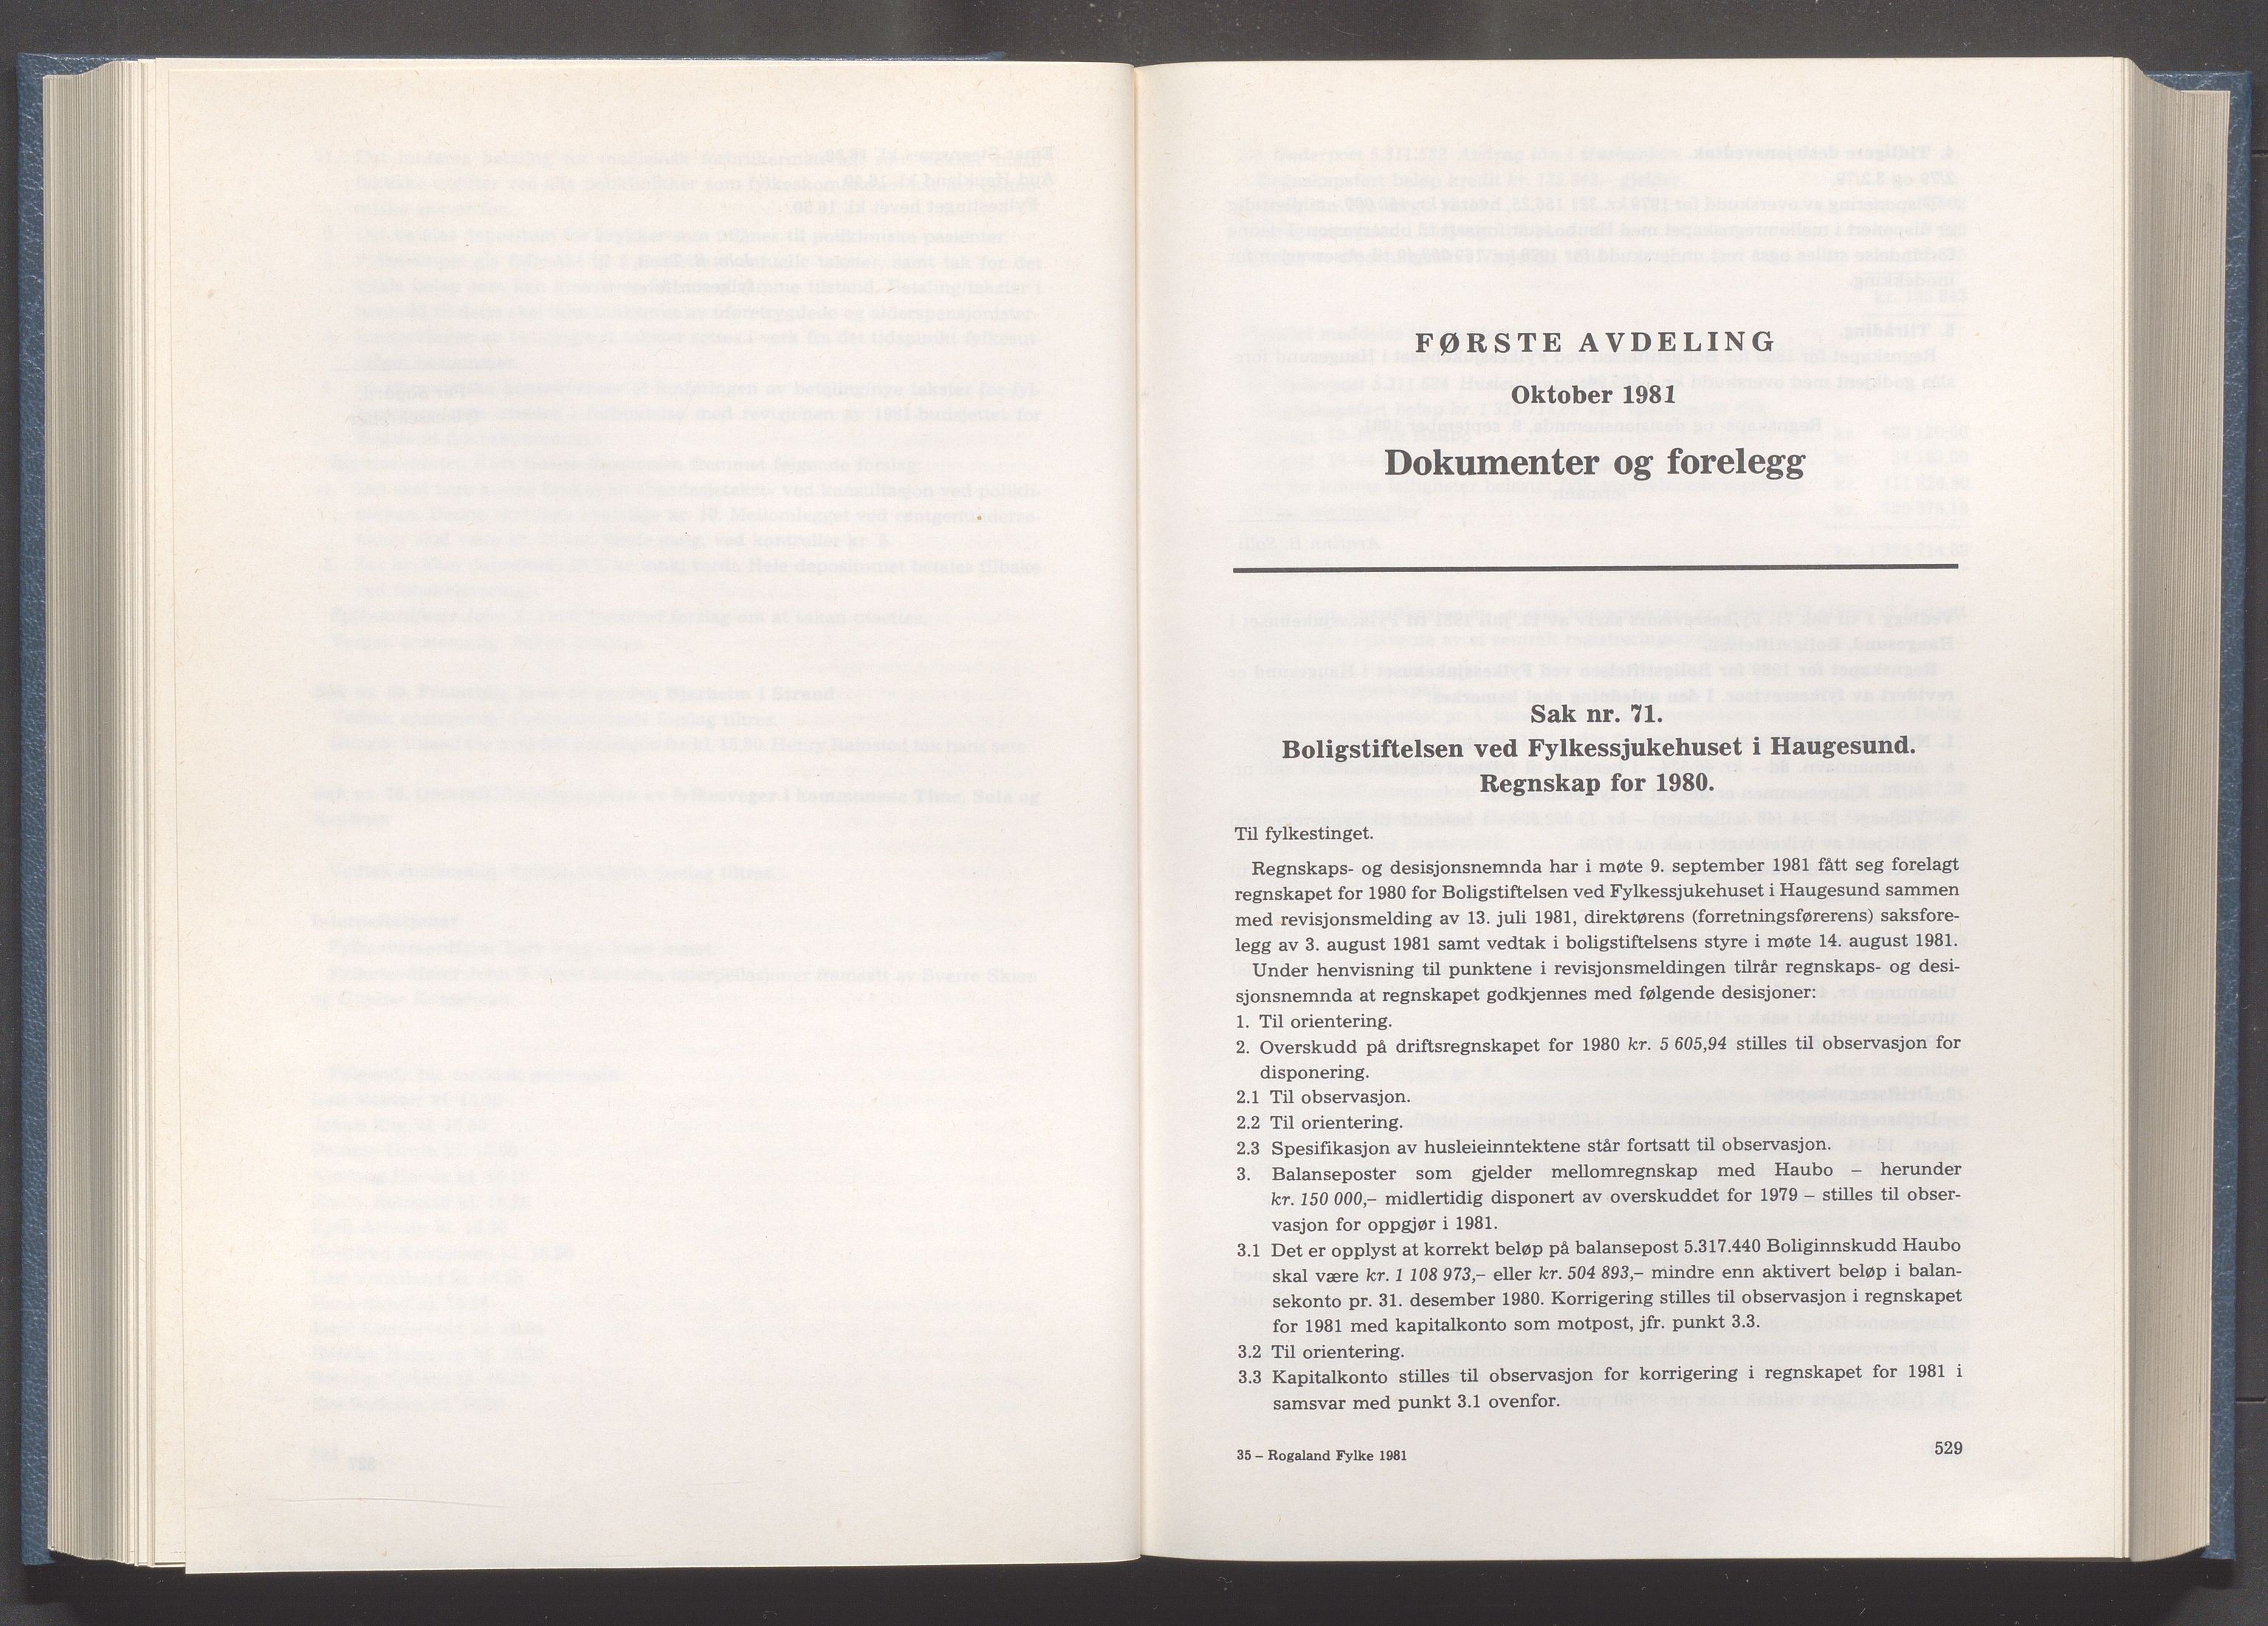 FØRSTE AVDELING
Oktober 1981
Dokumenter og forelegg
Sak nr. 71.
Boligstiftelsen ved Fylkessjukehuset i Haugesund.
Regnskap for 1980.
Til fylkestinget.
Regnskaps- og desisjonsnemnda har i møte 9. september 1981 fått seg forelagt
regnskapet for 1980 for Boligstiftelsen ved Fylkessjukehuset i Haugesund sammen
med revisjonsmelding av 13. juli 1981, direktørens (forretningsførerens) saksfore-
legg av 3. august 1981 samt vedtak i boligstiftelsens styre i møte 14. august 1981.
Under henvisning til punktene i revisjonsmeldingen tilrår regnskaps- og desi-
sjonsnemnda at regnskapet godkjennes med følgende desisjoner:
1. Til orientering.
2. Overskudd på driftsregnskapet for 1980 kr. 5 605,94 stilles til observasjon for
disponering.
2.1 Til observasjon.
2.2 Til orientering.
2.3 Spesifikasjon av husleieinntektene står fortsatt til observasjon.
3. Balanseposter som gjelder mellomregnskap med Haubo – herunder
kr. 150 000,– midlertidig disponert av overskuddet for 1979 – stilles til obser-
vasjon for oppgjør i 1981.
3.1 Det er opplyst at korrekt beløp på balansepost 5.317.440 Boliginnskudd Haubo
skal være kr. 1 108 973,– eller kr. 504 893,– mindre enn aktivert beløp i balan-
sekonto pr. 31. desember 1980. Korrigering stilles til observasjon i regnskapet
for 1981 med kapitalkonto som motpost, jfr. punkt 3.3.
3.2 Til orientering.
3.3 Kapitalkonto stilles til observasjon for korrigering i regnskapet for 1981 i
samsvar med punkt 3.1 ovenfor.
35 – Rogaland Fylke 1981
529